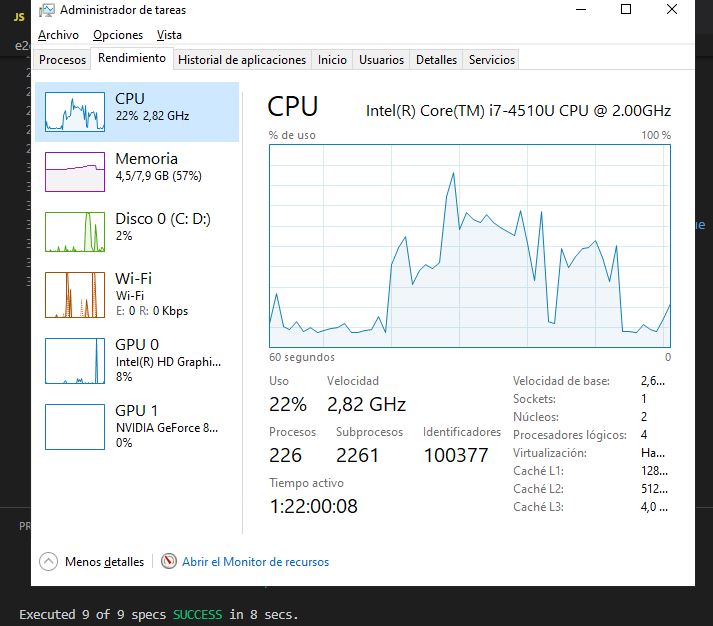 JS
Administrador de tareas
Archivo Opciones Vista
Procesos Rendimiento Historial de aplicaciones Inicio Usuarios Detalles Servicios
CPU
22% 2,82 GHz
Memoria
4,5/7,9 GB (57%)
Disco 0 (C: D:)
2%
Wi-Fi
Wi-Fi
E: 0 R: 0 Kbps
GPU 0
Intel(R) HD Graphi...
8%
GPU 1
NVIDIA GeForce 8...
0%
CPU Intel(R) Core(TM) i7-4510U CPU @ 2.00GHz
% de uso 100 %
60 segundos 0
Uso Velocidad
22% 2,82 GHz
Procesos Subprocesos Identificadores
226 2261 100377
Tiempo activo
1:22:00:08
Velocidad de base: 2,6...
Sockets: 1
Núcleos: 2
Procesadores lógicos: 4
Virtualización: Ha...
Caché L1: 128...
Caché L2: 512...
Caché L3: 4,0 ...
Menos detalles Abrir el Monitor de recursos
Executed 9 of 9 specs SUCCESS in 8 secs.